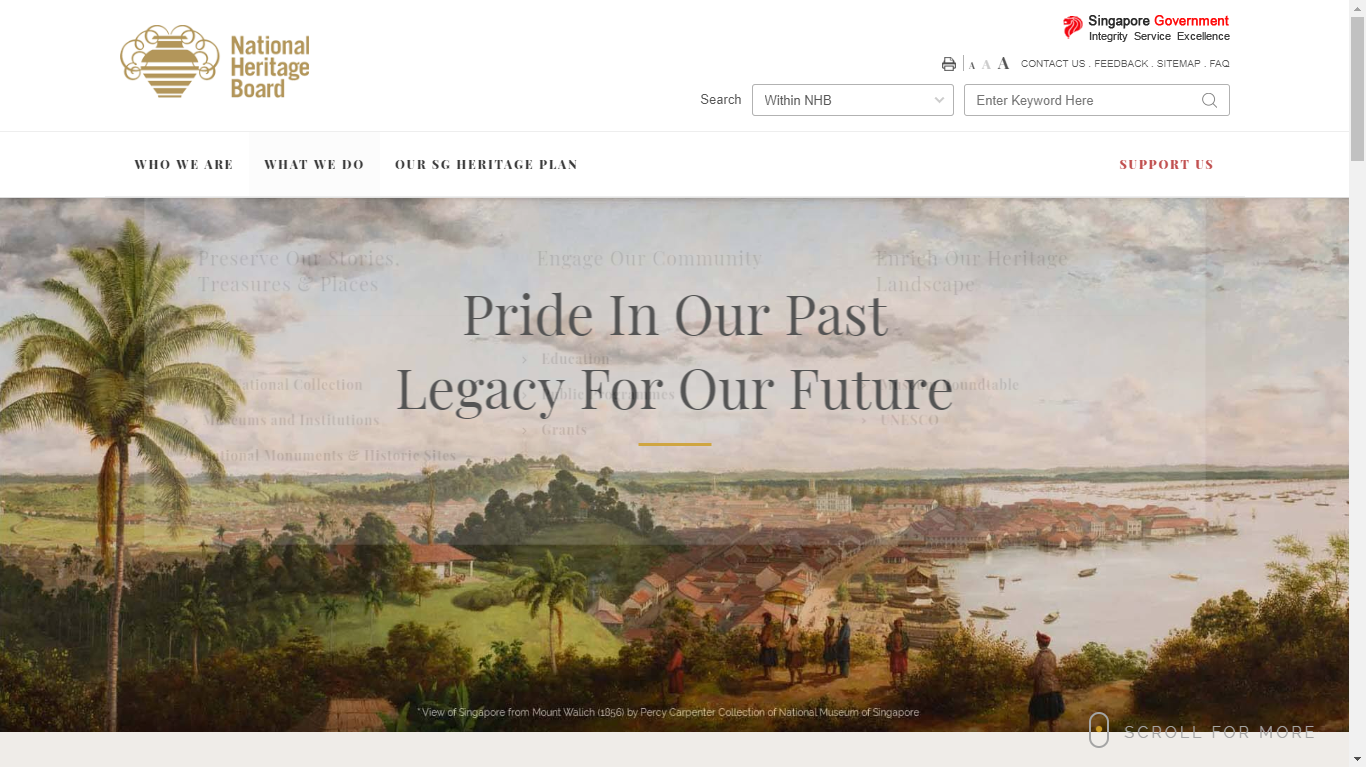 National
Heritage
Board
Singapore Government
Integrity Service Excellence
A A A CONTACT US . FEEDBACK . SITEMAP . FAQ
Search Within NHB Enter Keyword Here
WHO WE ARE WHAT WE DO OUR SG HERITAGE PLAN SUPPORT US
Preserve Our Stories, Engage Our Community Enrich Our Heritage
Treasures & Places Landscape
Pride In Our Past
Education
Legacy For Our Future
National Collection Public Programmes Museum Roundtable
Museums and Institutions Grants UNESCO
National Monuments & Historic Sites
* View of Singapore from Mount Walich (1856) by Percy Carpenter Collection of National Museum of Singapore
SCROLL FOR MORE